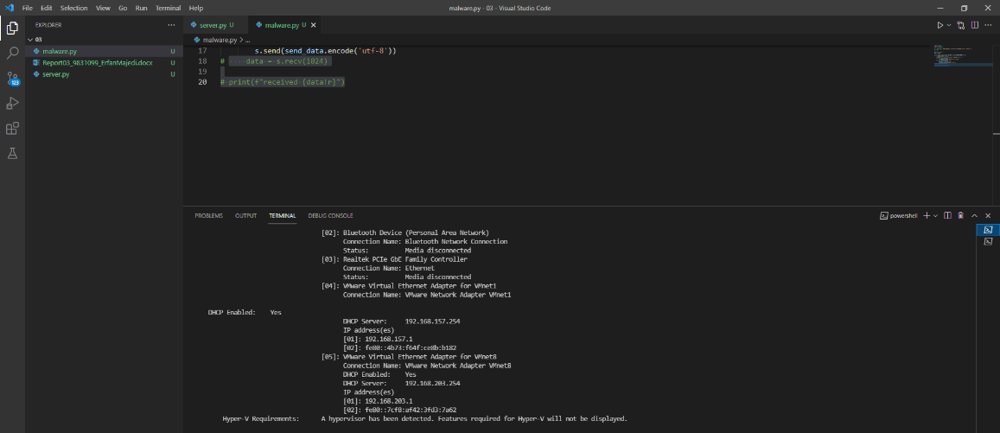 File Edit Selection View Go Run Terminal Help
malware.py - 03 - Visual Studio Code
EXPLORER
03
malware.py U
Report03_9831099_ErfanMajedi.docx U
server.py U
123
server.py U
malware.py U
malware.py > ...
17 s.send(send_data.encode('utf-8'))
18 # data = s.recv(1024)
19
20 # print(f"received {data!r}")
PROBLEMS OUTPUT TERMINAL DEBUG CONSOLE
powershell
[02]: Bluetooth Device (Personal Area Network)
Connection Name: Bluetooth Network Connection
Status: Media disconnected
[03]: Realtek PCIe GbE Family Controller
Connection Name: Ethernet
Status: Media disconnected
[04]: VMware Virtual Ethernet Adapter for VMnet1
Connection Name: VMware Network Adapter VMnet1
DHCP Enabled: Yes
DHCP Server: 192.168.157.254
IP address(es)
[01]: 192.168.157.1
[02]: fe80::4b73:f64f:ce8b:b182
[05]: VMware Virtual Ethernet Adapter for VMnet8
Connection Name: VMware Network Adapter VMnet8
DHCP Enabled: Yes
DHCP Server: 192.168.203.254
IP address(es)
[01]: 192.168.203.1
[02]: fe80::7cf8:af42:3fd3:7a62
Hyper-V Requirements: A hypervisor has been detected. Features required for Hyper-V will not be displayed.